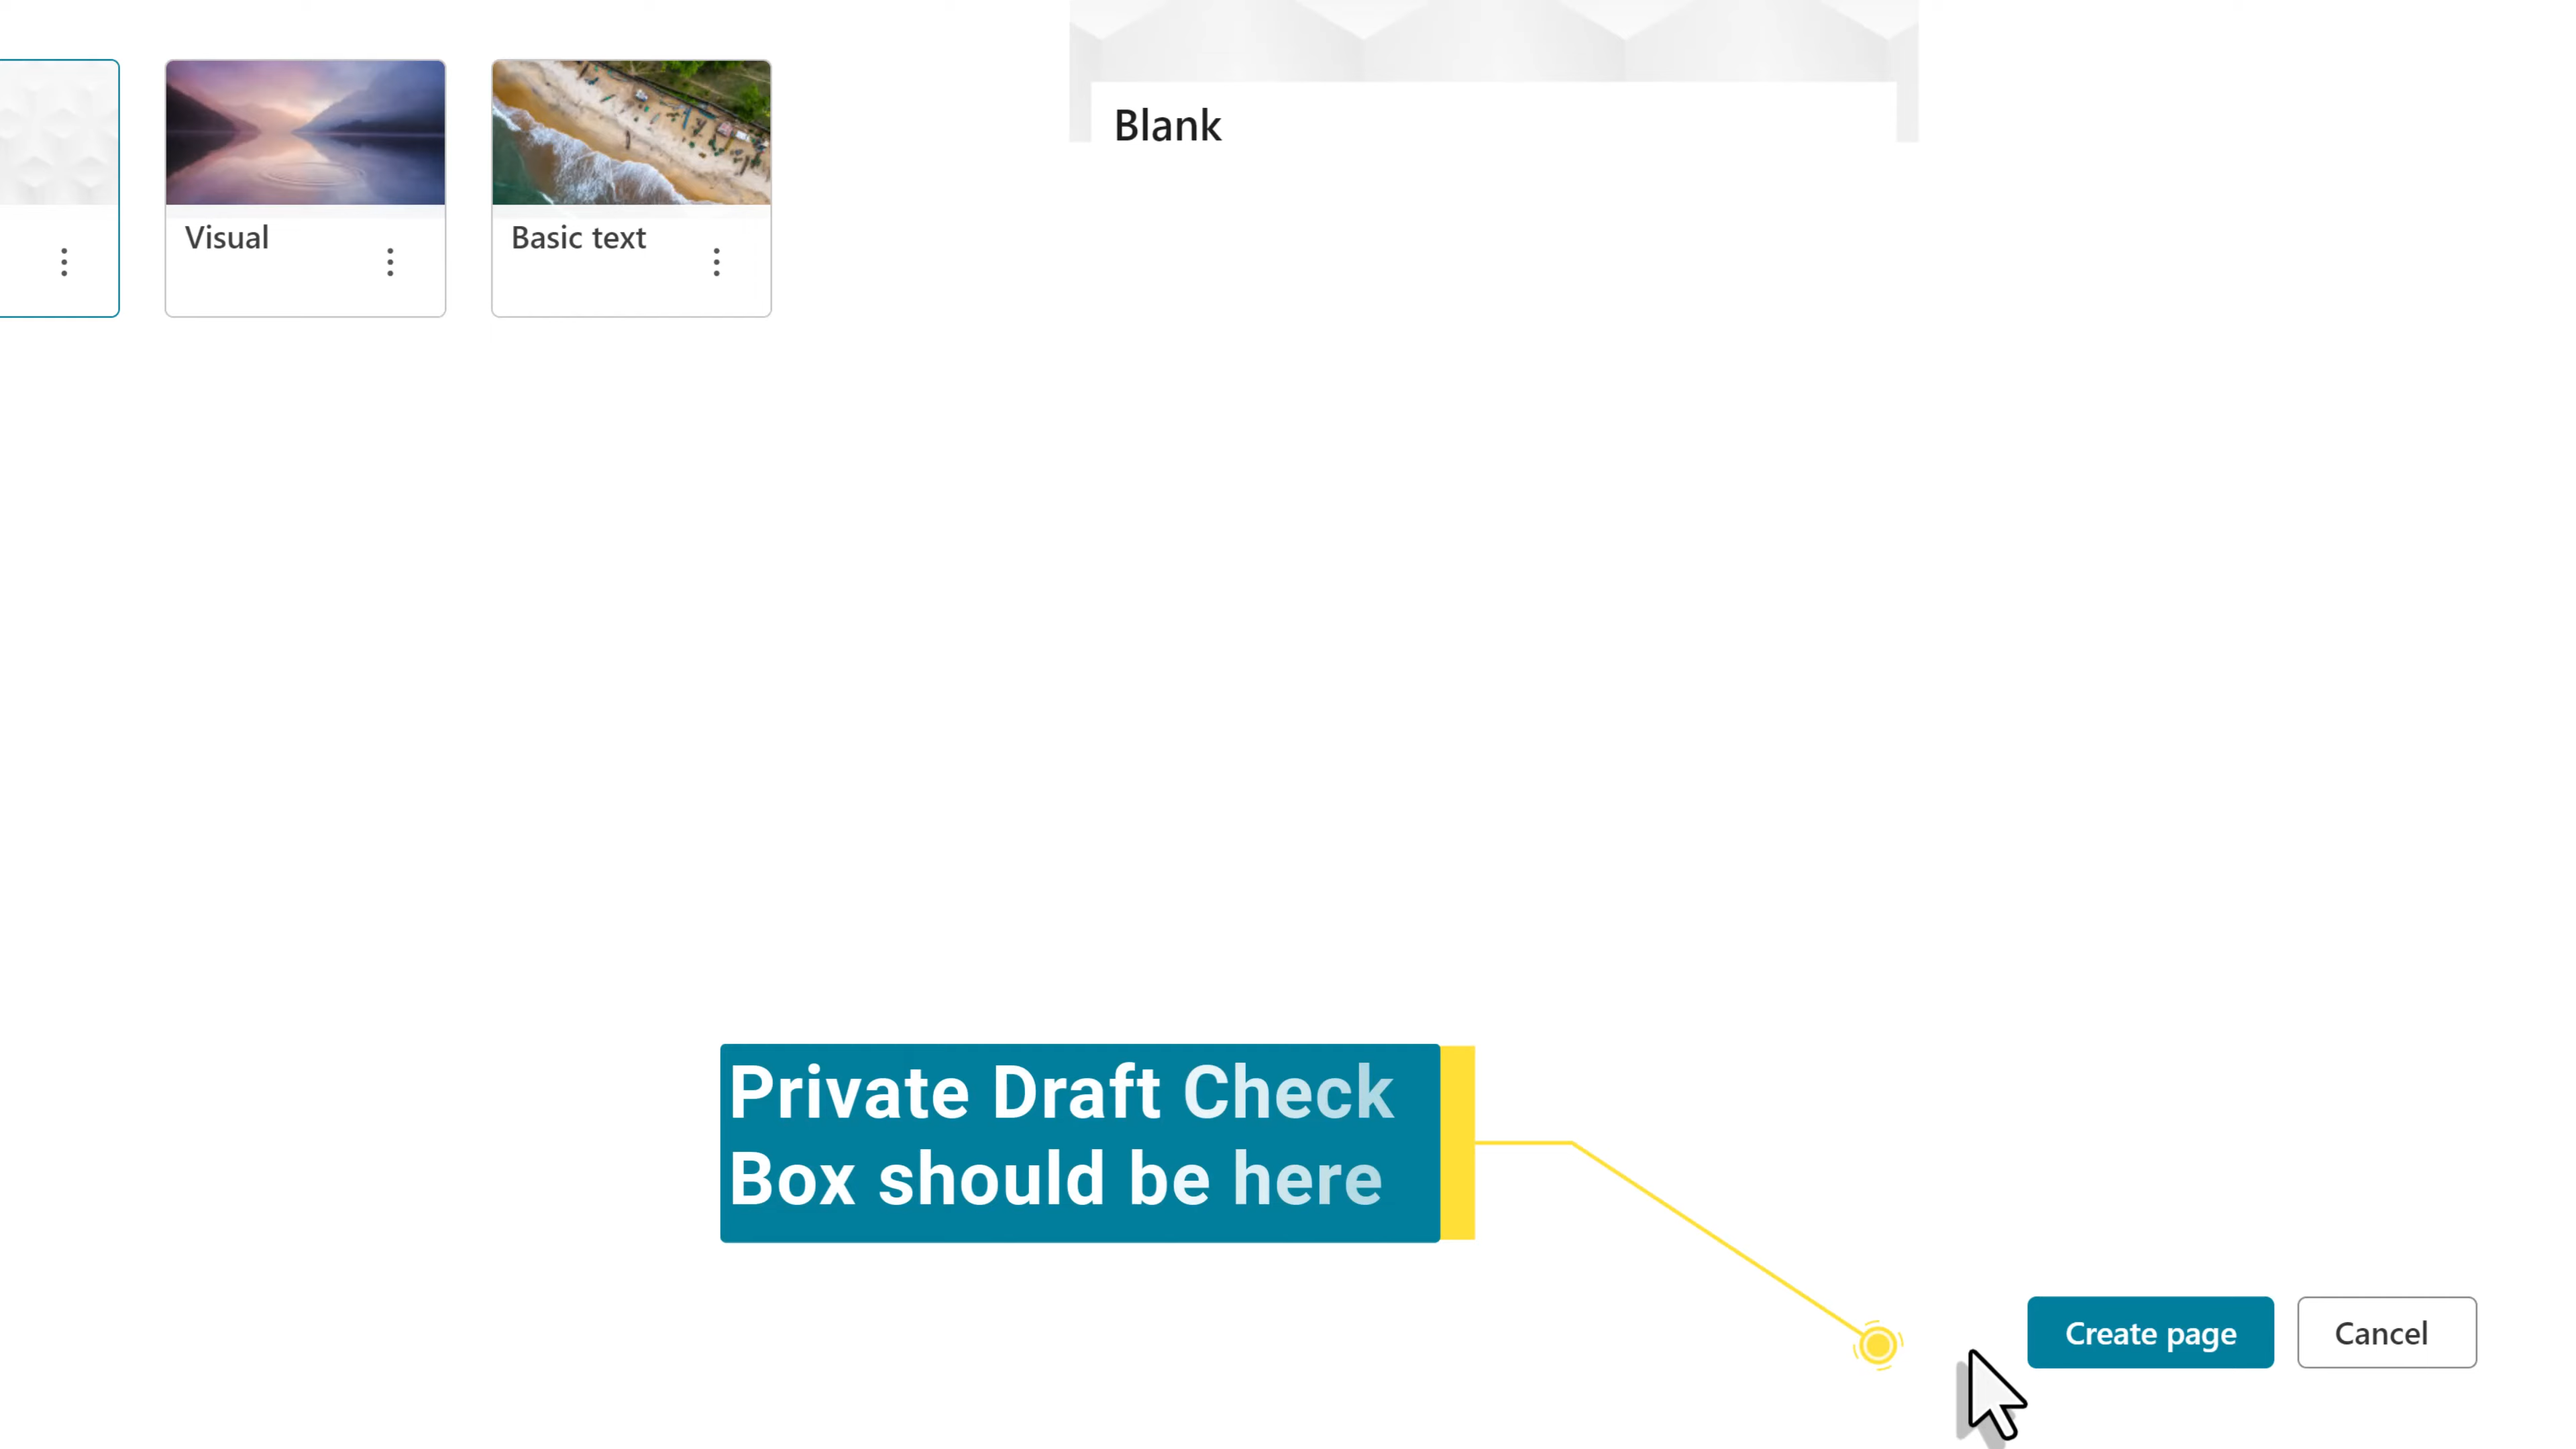 Blank
Visual
Basic text
Private Draft Check
Box should be here
Create page
Cancel